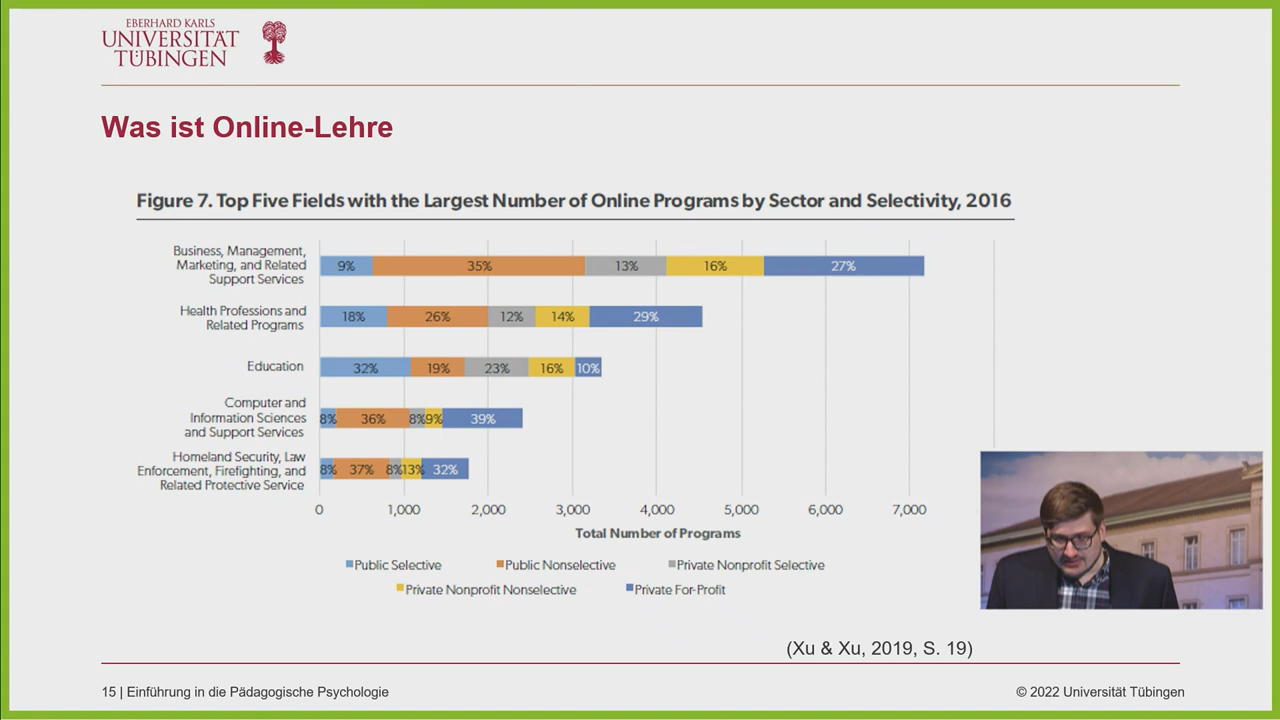 EBERHARD KARLS
UNIVERSITÄT
TÜBINGEN
Was ist Online-Lehre
Figure 7. Top Five Fields with the Largest Number of Online Programs by Sector and Selectivity, 2016
Business, Management,
Marketing, and Related
Support Services
9% 35% 13% 16% 27%
Health Professions and
Related Programs
18% 26% 12% 14% 29%
Education
32% 19% 23% 16% 10%
Computer and
Information Sciences
and Support Services
8% 36% 8% 9% 39%
Homeland Security, Law
Enforcement, Firefighting, and
Related Protective Service
8% 37% 8% 13% 32%
0 1,000 2,000 3,000 4,000 5,000 6,000 7,000
Total Number of Programs
Public Selective Public Nonselective Private Nonprofit Selective
Private Nonprofit Nonselective Private For-Profit
(Xu & Xu, 2019, S. 19)
15 | Einführung in die Pädagogische Psychologie © 2022 Universität Tübingen